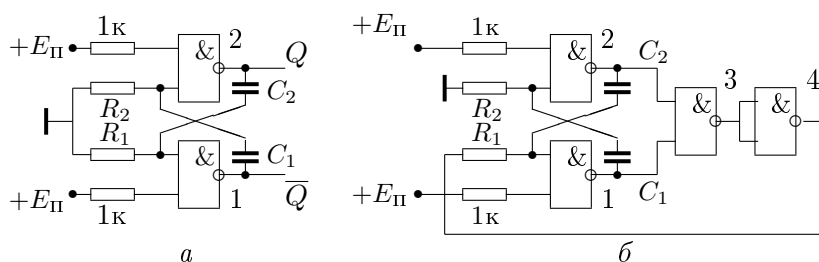 +Eп 1к & 2 Q
C₂
R₂
R₁
C₁
& Q̅
+Eп 1к 1
а
+Eп 1к & 2
C₂
R₂
& 3 & 4
R₁
&
+Eп 1к 1 C₁
б